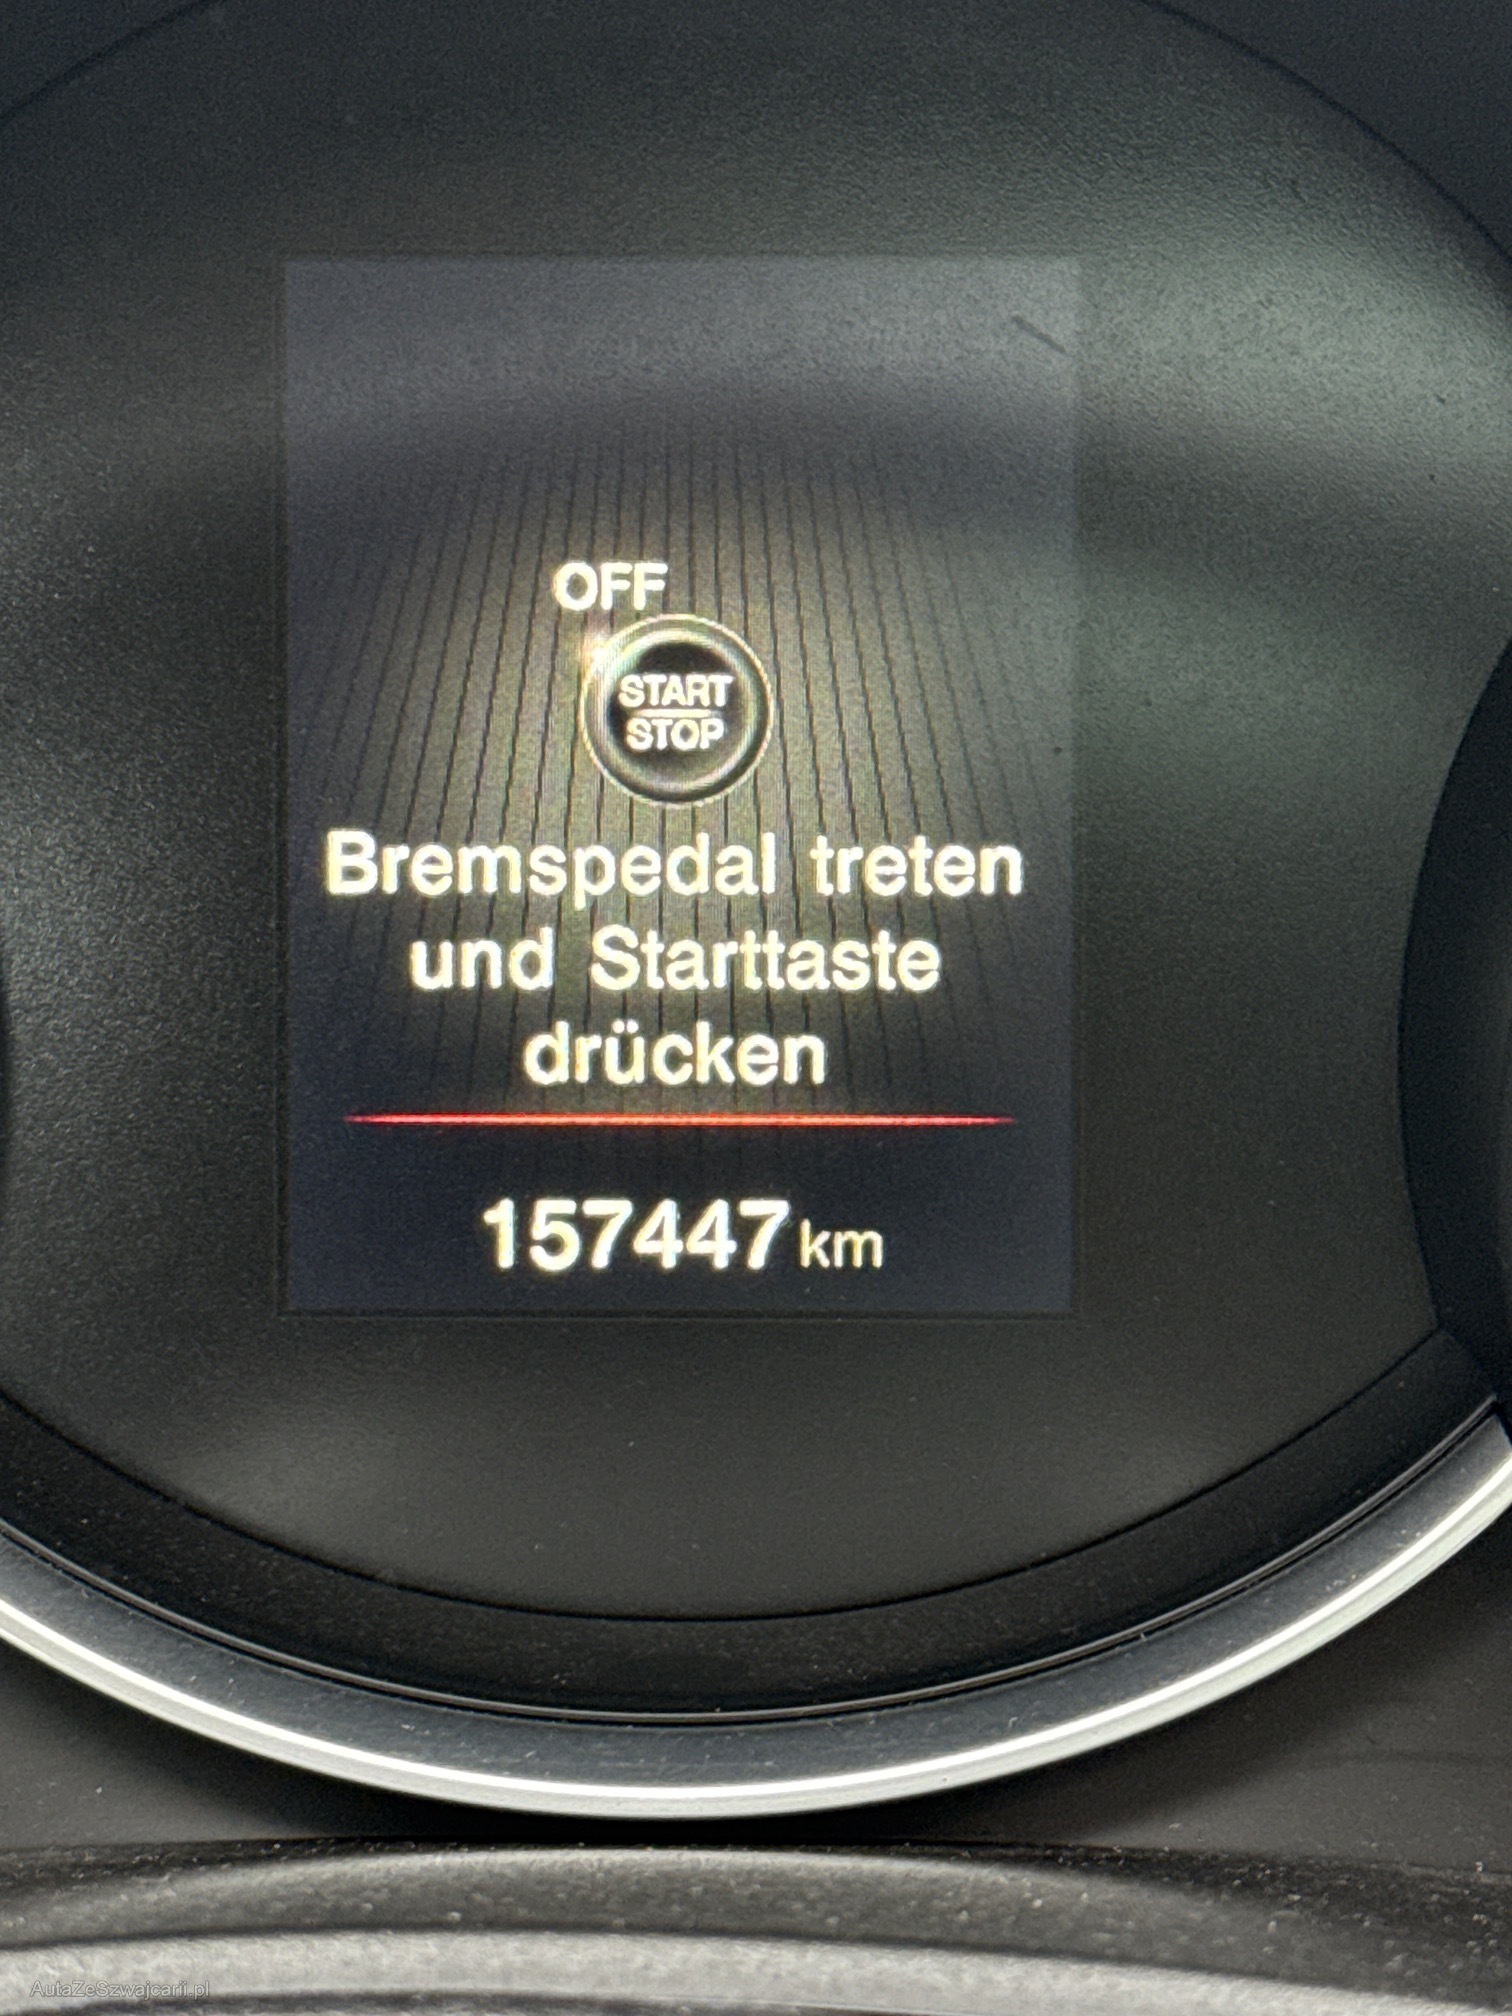 OFF
START
STOP
Bremspedal treten
und Starttaste
drücken
157447 km
AutaZeSzwajcarii.pl